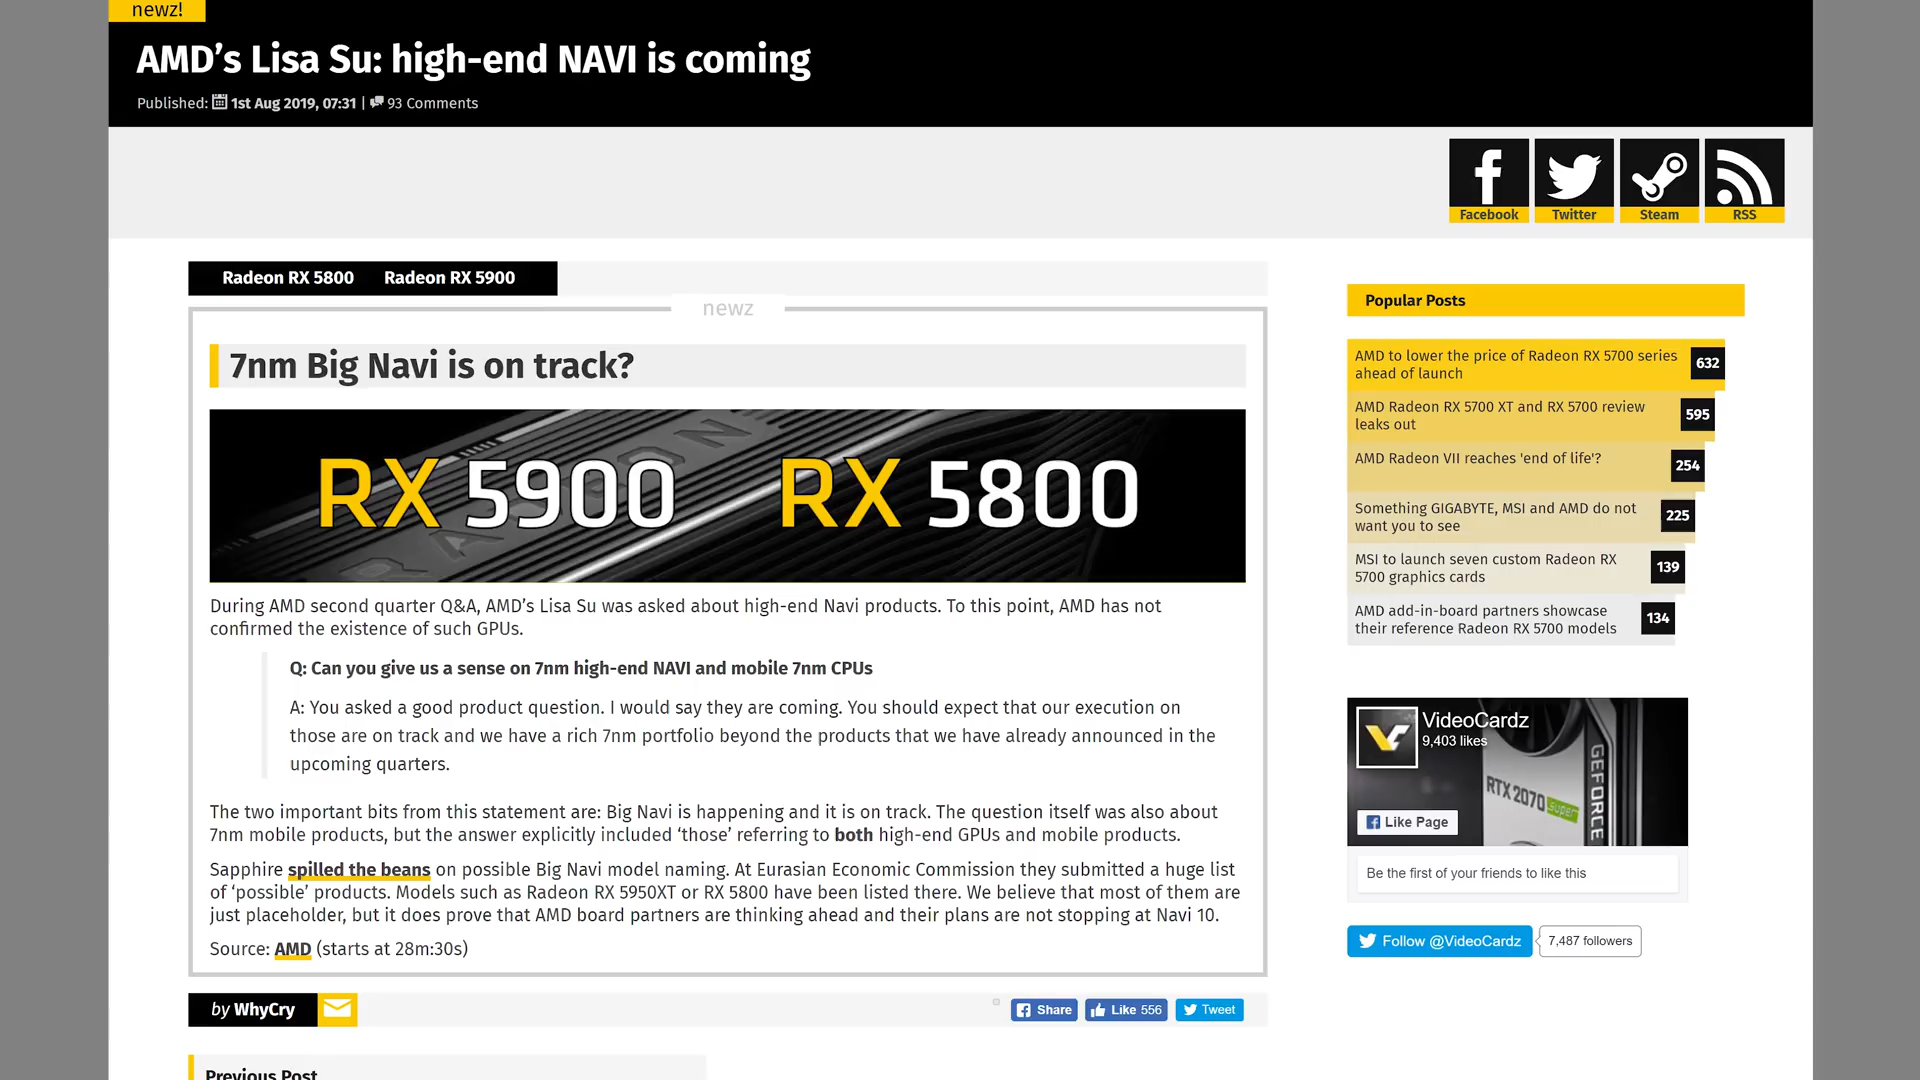 newz!
AMD’s Lisa Su: high-end NAVI is coming
Published: 1st Aug 2019, 07:31 | 93 Comments
Facebook
Twitter
Steam
RSS
Radeon RX 5800 Radeon RX 5900
newz
7nm Big Navi is on track?
RADEON
RX 5900 RX 5800
During AMD second quarter Q&A, AMD’s Lisa Su was asked about high-end Navi products. To this point, AMD has not
confirmed the existence of such GPUs.
Q: Can you give us a sense on 7nm high-end NAVI and mobile 7nm CPUs
A: You asked a good product question. I would say they are coming. You should expect that our execution on
those are on track and we have a rich 7nm portfolio beyond the products that we have already announced in the
upcoming quarters.
The two important bits from this statement are: Big Navi is happening and it is on track. The question itself was also about
7nm mobile products, but the answer explicitly included ‘those’ referring to both high-end GPUs and mobile products.
Sapphire spilled the beans on possible Big Navi model naming. At Eurasian Economic Commission they submitted a huge list
of ‘possible’ products. Models such as Radeon RX 5950XT or RX 5800 have been listed there. We believe that most of them are
just placeholder, but it does prove that AMD board partners are thinking ahead and their plans are not stopping at Navi 10.
Source: AMD (starts at 28m:30s)
by WhyCry
Share
Like 556
Tweet
Previous Post
Popular Posts
AMD to lower the price of Radeon RX 5700 series
ahead of launch
632
AMD Radeon RX 5700 XT and RX 5700 review
leaks out
595
AMD Radeon VII reaches 'end of life'?
254
Something GIGABYTE, MSI and AMD do not
want you to see
225
MSI to launch seven custom Radeon RX
5700 graphics cards
139
AMD add-in-board partners showcase
their reference Radeon RX 5700 models
134
VideoCardz
9,403 likes
RTX 2070 super
GEFORCE
Like Page
Be the first of your friends to like this
Follow @VideoCardz
7,487 followers